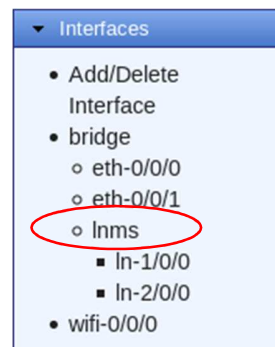 Interfaces
Add/Delete
Interface
bridge
eth-0/0/0
eth-0/0/1
lnms
ln-1/0/0
ln-2/0/0
wifi-0/0/0